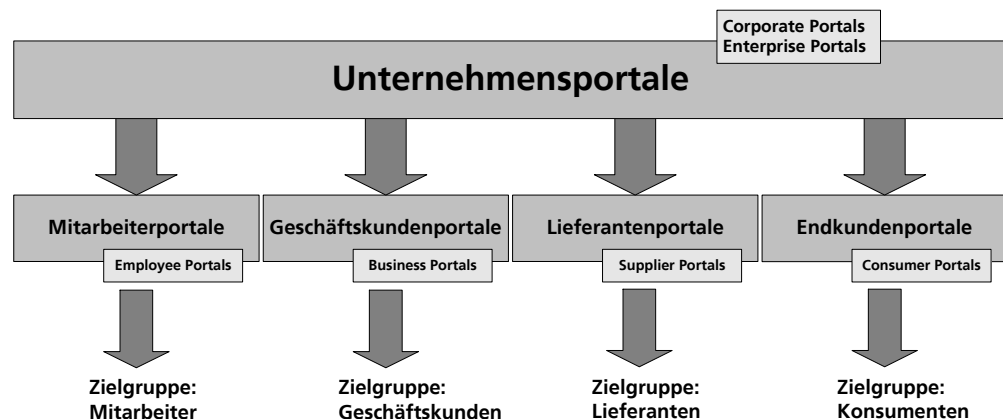 Corporate Portals
Enterprise Portals
Unternehmensportale
Mitarbeiterportale
Geschäftskundenportale
Lieferantenportale
Endkundenportale
Employee Portals
Business Portals
Supplier Portals
Consumer Portals
Zielgruppe:
Mitarbeiter
Zielgruppe:
Geschäftskunden
Zielgruppe:
Lieferanten
Zielgruppe:
Konsumenten